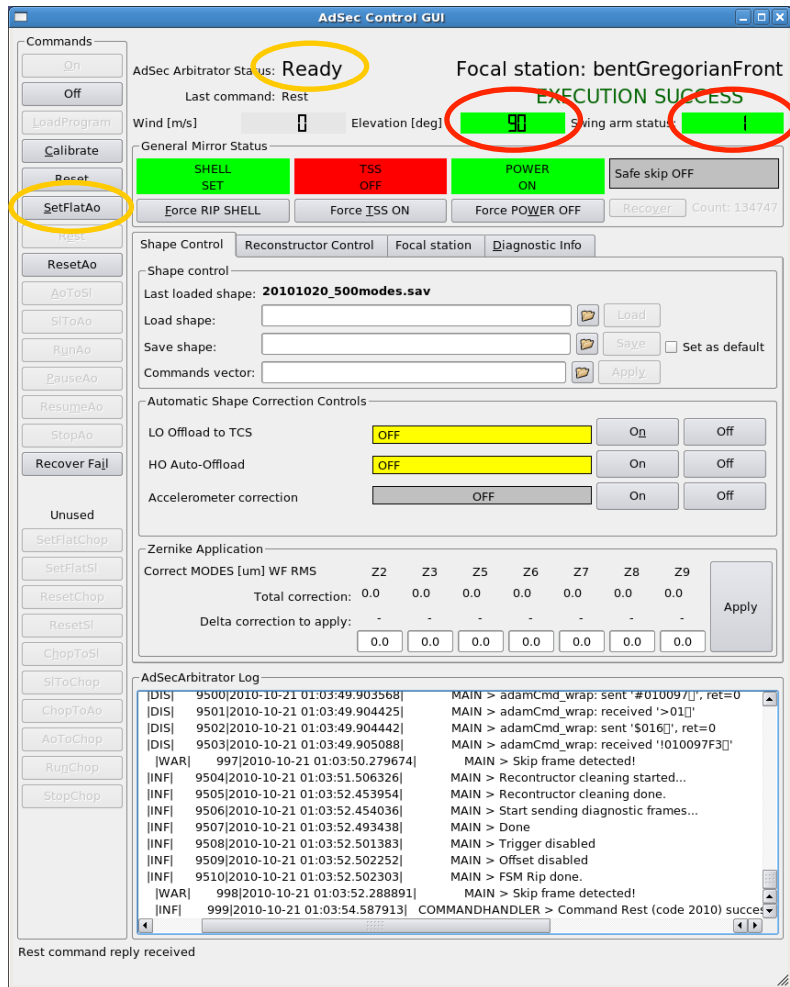 AdSec Control GUI
Commands
On
Off
LoadProgram
Calibrate
Reset
SetFlatAo
Rest
ResetAo
AoToSl
SlToAo
RunAo
PauseAo
ResumeAo
StopAo
Recover Fail
Unused
SetFlatChop
SetFlatSl
ResetChop
ResetSl
ChopToSl
SlToChop
ChopToAo
AoToChop
RunChop
StopChop
AdSec Arbitrator Status: Ready Focal station: bentGregorianFront
Last command: Rest EXECUTION SUCCESS
Wind [m/s] 0 Elevation [deg] 90 Swing arm status: 1
General Mirror Status
SHELL SET TSS OFF POWER ON Safe skip OFF
Force RIP SHELL Force TSS ON Force POWER OFF Recover Count: 134747
Shape Control Reconstructor Control Focal station Diagnostic Info
Shape control
Last loaded shape: 20101020_500modes.sav
Load shape: Load
Save shape: Save Set as default
Commands vector: Apply
Automatic Shape Correction Controls
LO Offload to TCS OFF On Off
HO Auto-Offload OFF On Off
Accelerometer correction OFF On Off
Zernike Application
Correct MODES [um] WF RMS Z2 Z3 Z5 Z6 Z7 Z8 Z9
Total correction: 0.0 0.0 0.0 0.0 0.0 0.0 0.0
Delta correction to apply: - - - - - - -
0.0 0.0 0.0 0.0 0.0 0.0 0.0
Apply
AdSecArbitrator Log
|DIS| 9500|2010-10-21 01:03:49.903568| MAIN > adamCmd_wrap: sent '#010097▯', ret=0
|DIS| 9501|2010-10-21 01:03:49.904425| MAIN > adamCmd_wrap: received '>01▯'
|DIS| 9502|2010-10-21 01:03:49.904442| MAIN > adamCmd_wrap: sent '$016▯', ret=0
|DIS| 9503|2010-10-21 01:03:49.905088| MAIN > adamCmd_wrap: received '!010097F3▯'
|WAR| 997|2010-10-21 01:03:50.279674| MAIN > Skip frame detected!
|INF| 9504|2010-10-21 01:03:51.506326| MAIN > Recontructor cleaning started...
|INF| 9505|2010-10-21 01:03:52.453954| MAIN > Reconstructor cleaning done.
|INF| 9506|2010-10-21 01:03:52.454036| MAIN > Start sending diagnostic frames...
|INF| 9507|2010-10-21 01:03:52.493438| MAIN > Done
|INF| 9508|2010-10-21 01:03:52.501383| MAIN > Trigger disabled
|INF| 9509|2010-10-21 01:03:52.502252| MAIN > Offset disabled
|INF| 9510|2010-10-21 01:03:52.502303| MAIN > FSM Rip done.
|WAR| 998|2010-10-21 01:03:52.288891| MAIN > Skip frame detected!
|INF| 999|2010-10-21 01:03:54.587913| COMMANDHANDLER > Command Rest (code 2010) succes
Rest command reply received